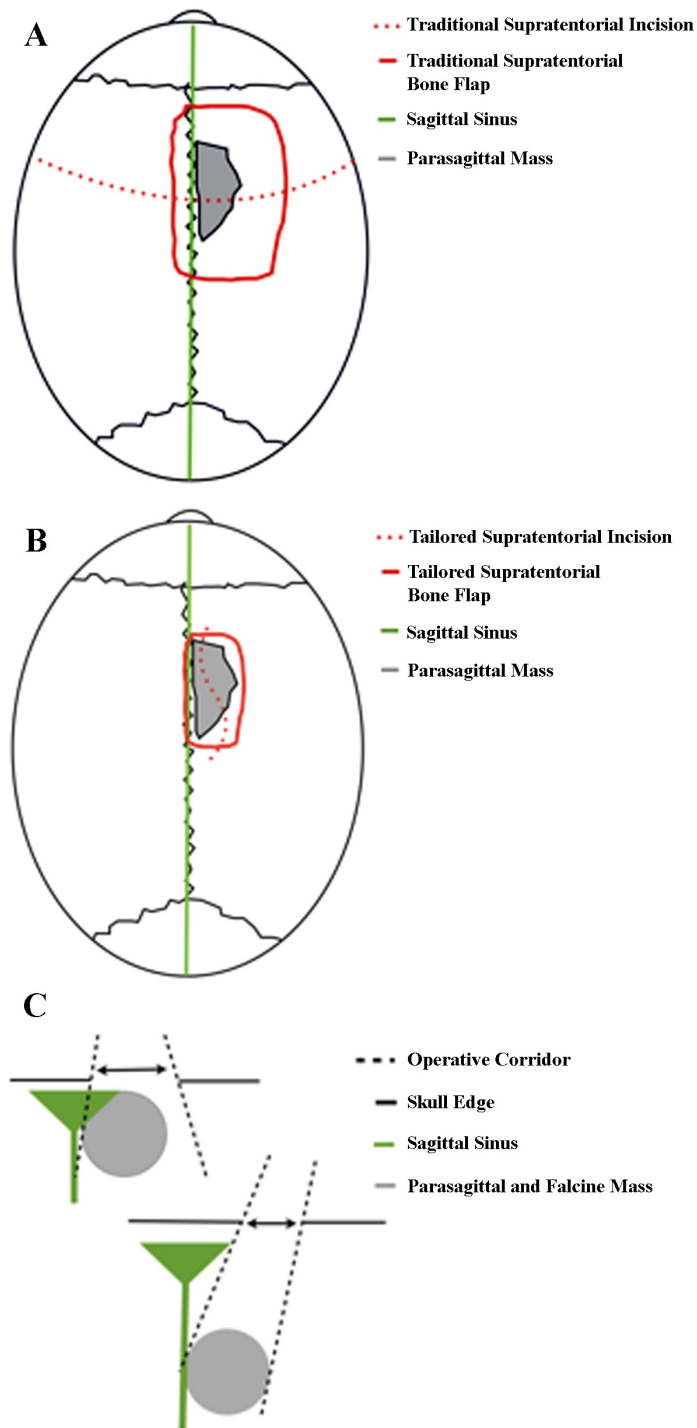 A
Traditional Supratentorial Incision
Traditional Supratentorial
Bone Flap
Sagittal Sinus
Parasagittal Mass
B
Tailored Supratentorial Incision
Tailored Supratentorial
Bone Flap
Sagittal Sinus
Parasagittal Mass
C
Operative Corridor
Skull Edge
Sagittal Sinus
Parasagittal and Falcine Mass